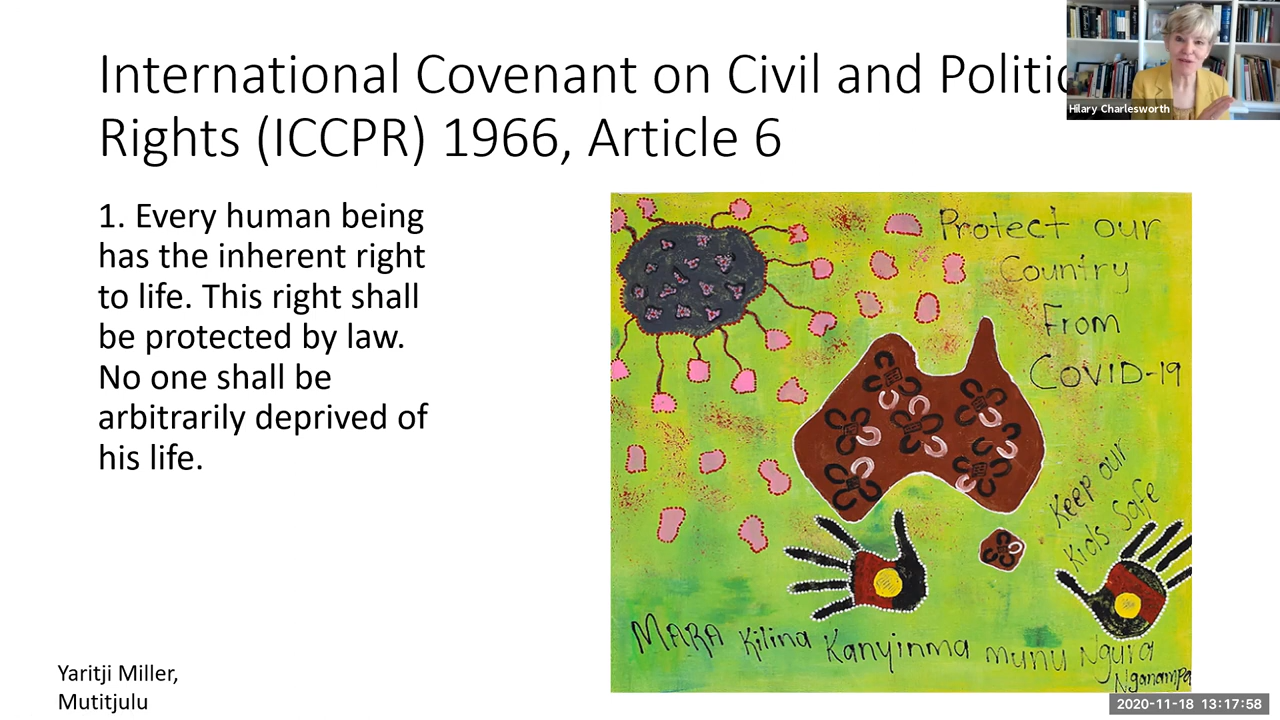 International Covenant on Civil and Politic
Rights (ICCPR) 1966, Article 6
Hilary Charlesworth
1. Every human being
has the inherent right
to life. This right shall
be protected by law.
No one shall be
arbitrarily deprived of
his life.
Protect our
Country
From
COVID-19
Keep our
Kids Safe
MARA Kilina Kanyinma munu Ngura
Nganampa
Yaritji Miller,
Mutitjulu
2020-11-18 13:17:58